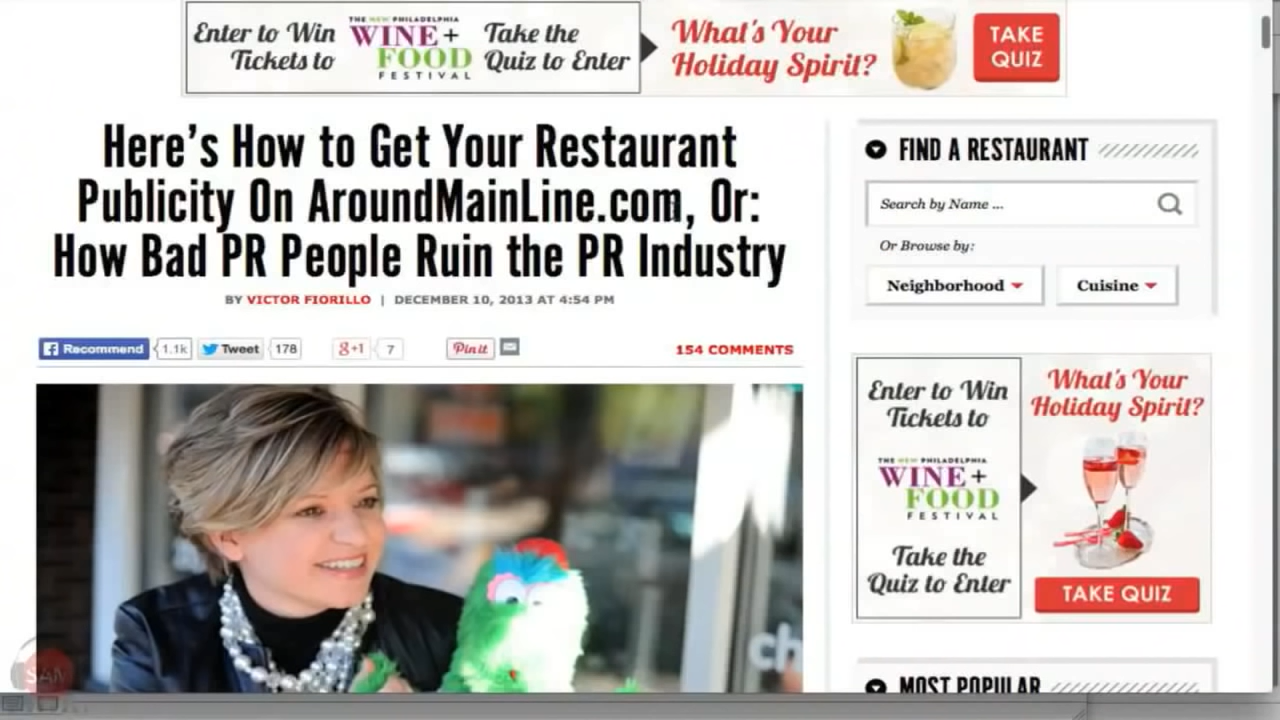 Enter to Win
Tickets to
THE NEW PHILADELPHIA
WINE +
FOOD
FESTIVAL
Take the
Quiz to Enter
What's Your
Holiday Spirit?
TAKE
QUIZ
Here's How to Get Your Restaurant
Publicity On AroundMainLine.com, Or:
How Bad PR People Ruin the PR Industry
BY VICTOR FIORILLO | DECEMBER 10, 2013 AT 4:54 PM
Recommend 1.1k Tweet 178 g+1 7 Pin it 154 COMMENTS
ch
FIND A RESTAURANT
Search by Name ...
Or Browse by:
Neighborhood Cuisine
Enter to Win
Tickets to
THE NEW PHILADELPHIA
WINE +
FOOD
FESTIVAL
Take the
Quiz to Enter
What's Your
Holiday Spirit?
TAKE QUIZ
MOST POPULAR